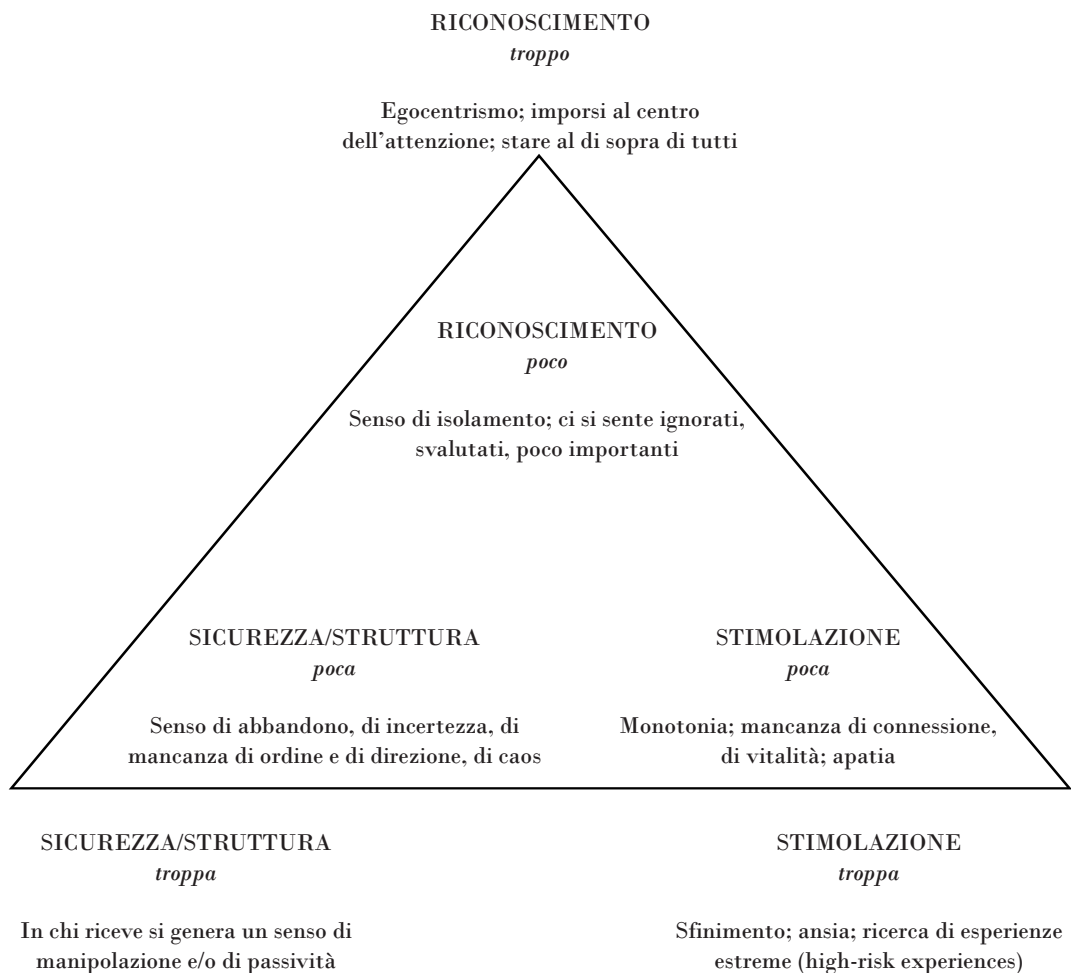 RICONOSCIMENTO
troppo
Egocentrismo; imporsi al centro
dell’attenzione; stare al di sopra di tutti
RICONOSCIMENTO
poco
Senso di isolamento; ci si sente ignorati,
svalutati, poco importanti
SICUREZZA/STRUTTURA
poca
Senso di abbandono, di incertezza, di
mancanza di ordine e di direzione, di caos
STIMOLAZIONE
poca
Monotonia; mancanza di connessione,
di vitalità; apatia
SICUREZZA/STRUTTURA
troppa
In chi riceve si genera un senso di
manipolazione e/o di passività
STIMOLAZIONE
troppa
Sfinimento; ansia; ricerca di esperienze
estreme (high-risk experiences)